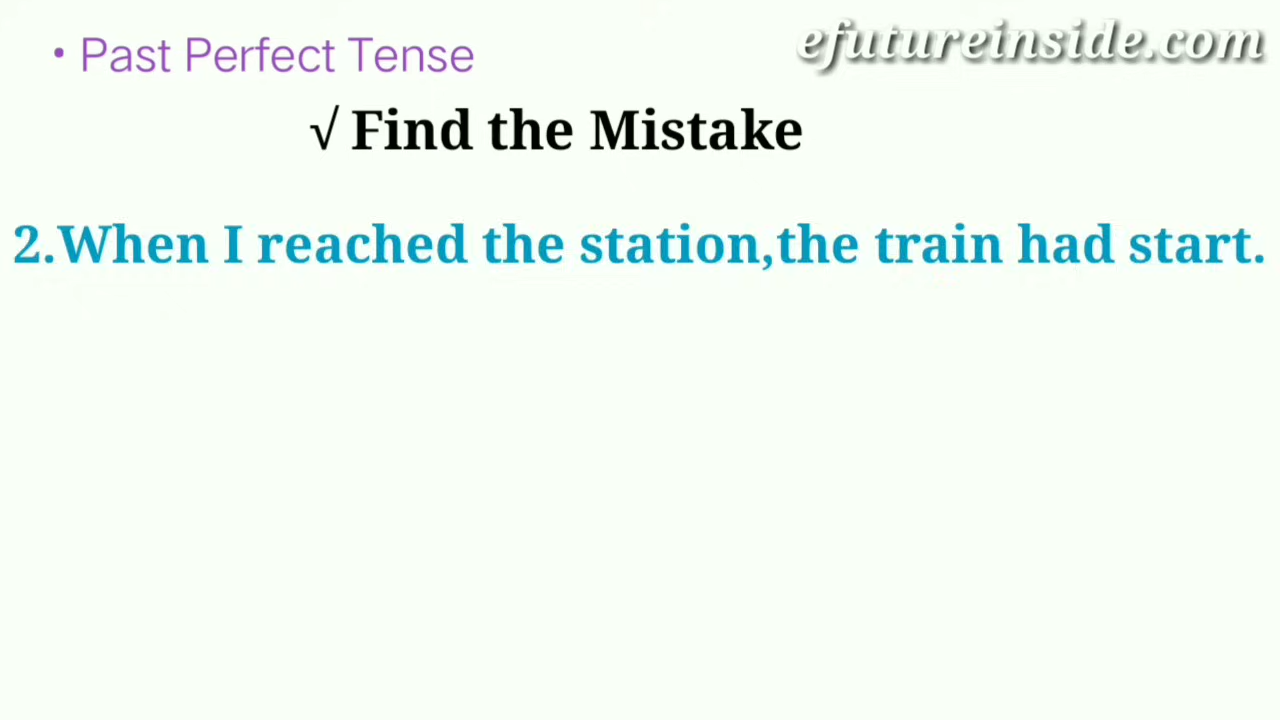 • Past Perfect Tense
efutureinside.com
√ Find the Mistake
2.When I reached the station,the train had start.